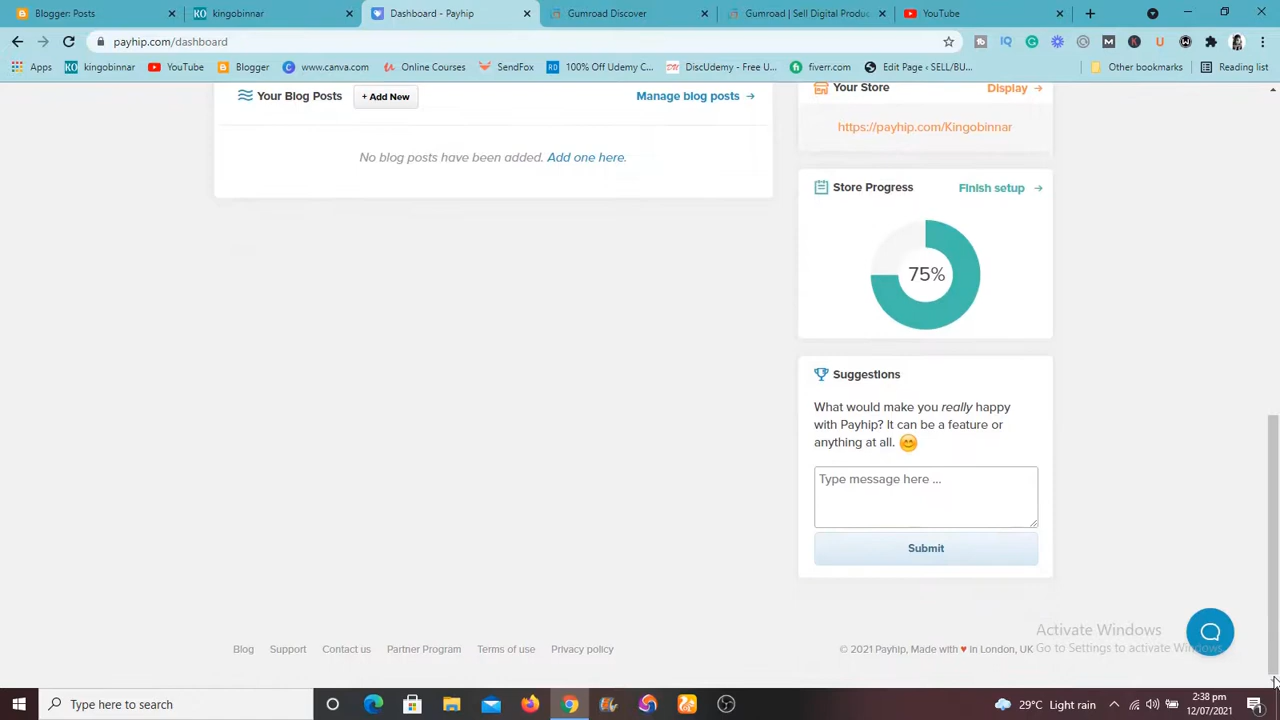 Blogger: Posts
kingobinnar
Dashboard - Payhip
Gumroad Discover
Gumroad | Sell Digital Produc
YouTube
payhip.com/dashboard
Apps
kingobinnar
YouTube
Blogger
www.canva.com
Online Courses
SendFox
100% Off Udemy C...
DiscUdemy - Free U...
fiverr.com
Edit Page ‹ SELL/BU...
Other bookmarks
Reading list
Your Blog Posts
+ Add New
Manage blog posts →
No blog posts have been added. Add one here.
Your Store
Display →
https://payhip.com/Kingobinnar
Store Progress
Finish setup →
75%
Suggestions
What would make you really happy
with Payhip? It can be a feature or
anything at all. 😊
Type message here ...
Submit
Blog
Support
Contact us
Partner Program
Terms of use
Privacy policy
© 2021 Payhip, Made with ♥ in London, UK
Activate Windows
Go to Settings to activate Windows.
Type here to search
29°C Light rain
2:38 pm
12/07/2021